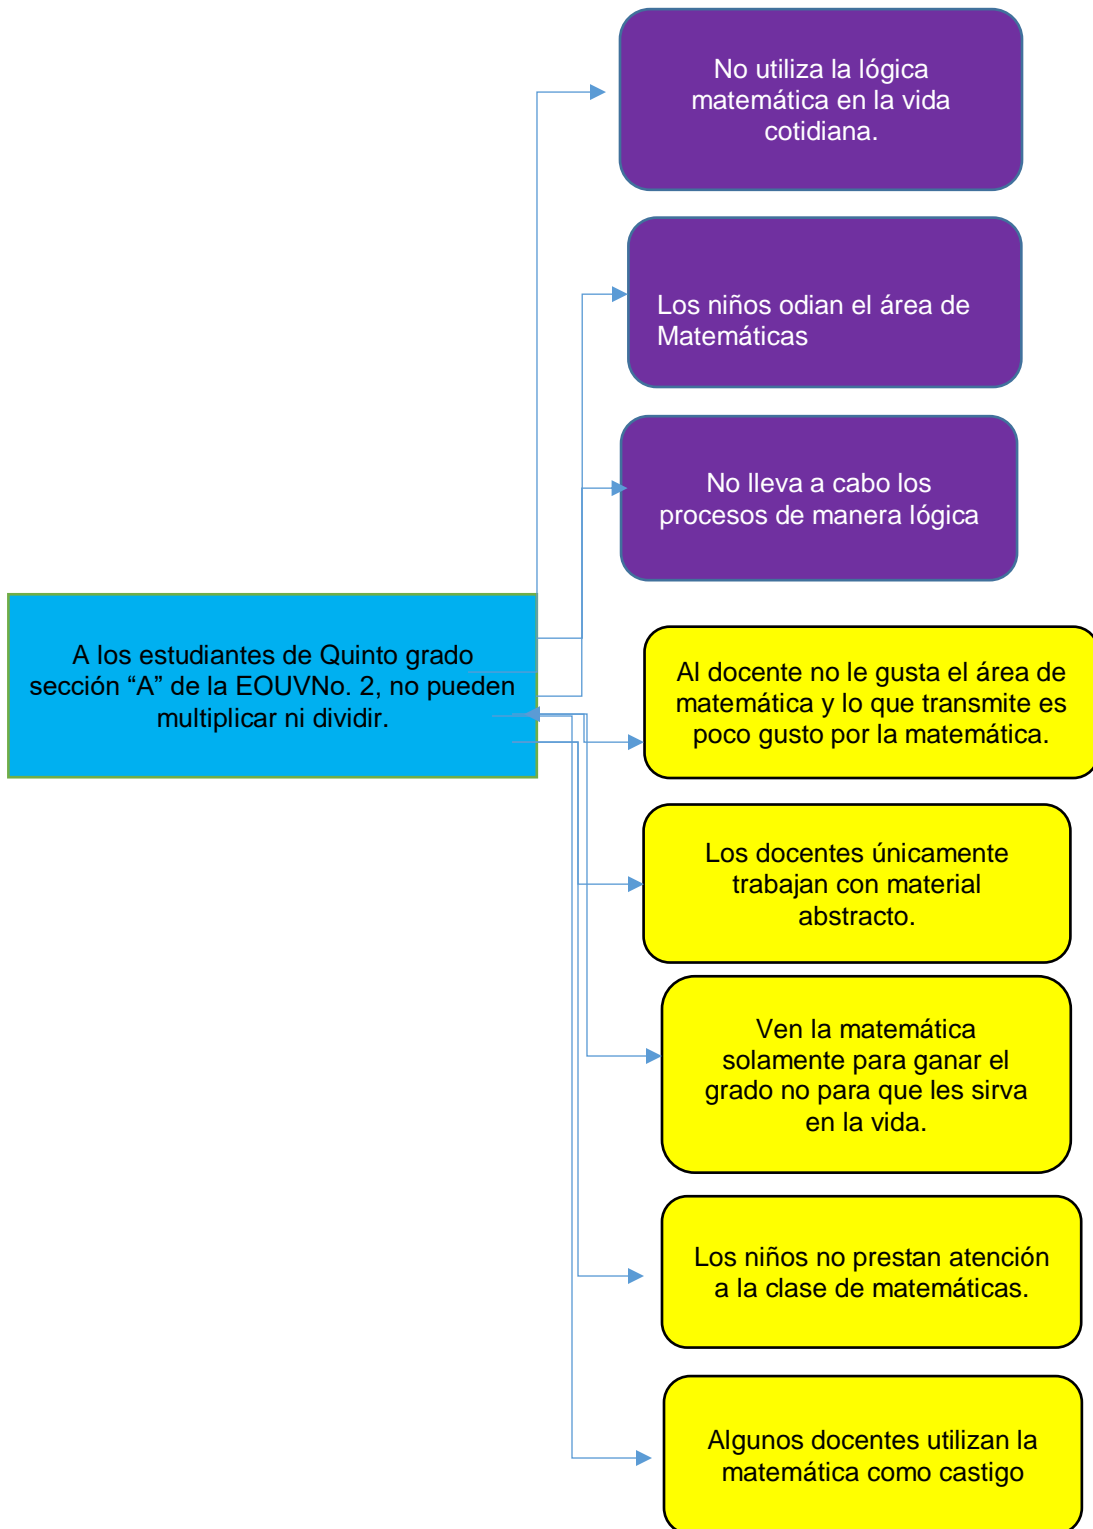 No utiliza la lógica
matemática en la vida
cotidiana.
Los niños odian el área de
Matemáticas
No lleva a cabo los
procesos de manera lógica
A los estudiantes de Quinto grado
sección “A” de la EOUVNo. 2, no pueden
multiplicar ni dividir.
Al docente no le gusta el área de
matemática y lo que transmite es
poco gusto por la matemática.
Los docentes únicamente
trabajan con material
abstracto.
Ven la matemática
solamente para ganar el
grado no para que les sirva
en la vida.
Los niños no prestan atención
a la clase de matemáticas.
Algunos docentes utilizan la
matemática como castigo